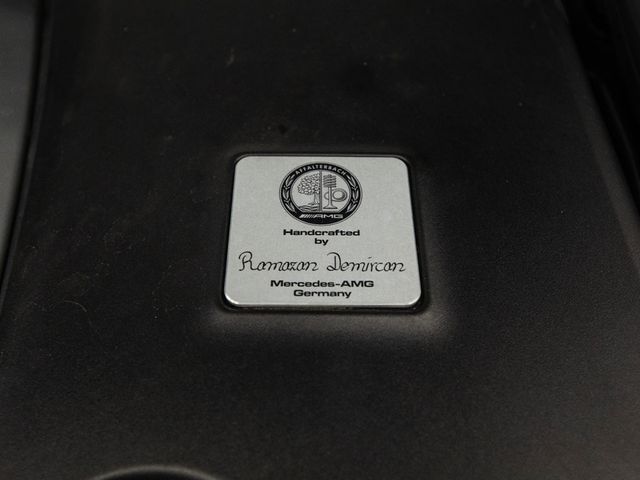 AFFALTERBACH
AMG
Handcrafted
by
Ramazan Demircan
Mercedes-AMG
Germany